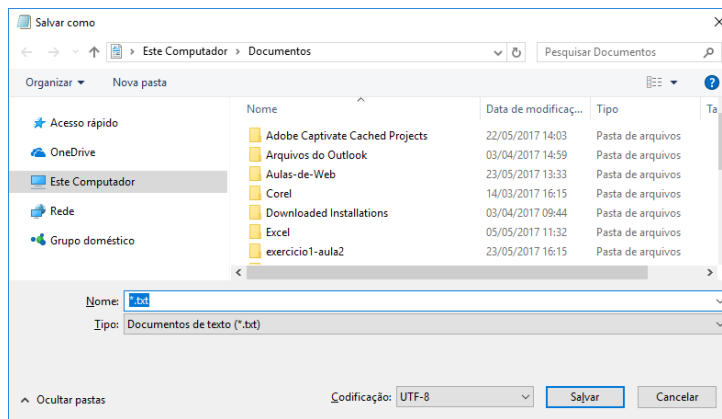 Salvar como
Este Computador > Documentos
Pesquisar Documentos
Organizar
Nova pasta
Nome Data de modificaç... Tipo Ta
Acesso rápido
OneDrive
Este Computador
Rede
Grupo doméstico
Adobe Captivate Cached Projects 22/05/2017 14:03 Pasta de arquivos
Arquivos do Outlook 03/04/2017 14:59 Pasta de arquivos
Aulas-de-Web 23/05/2017 13:33 Pasta de arquivos
Corel 14/03/2017 16:15 Pasta de arquivos
Downloaded Installations 03/04/2017 09:44 Pasta de arquivos
Excel 05/05/2017 11:32 Pasta de arquivos
exercicio1-aula2 23/05/2017 16:15 Pasta de arquivos
Nome: *.txt
Tipo: Documentos de texto (*.txt)
Ocultar pastas
Codificação: UTF-8
Salvar
Cancelar